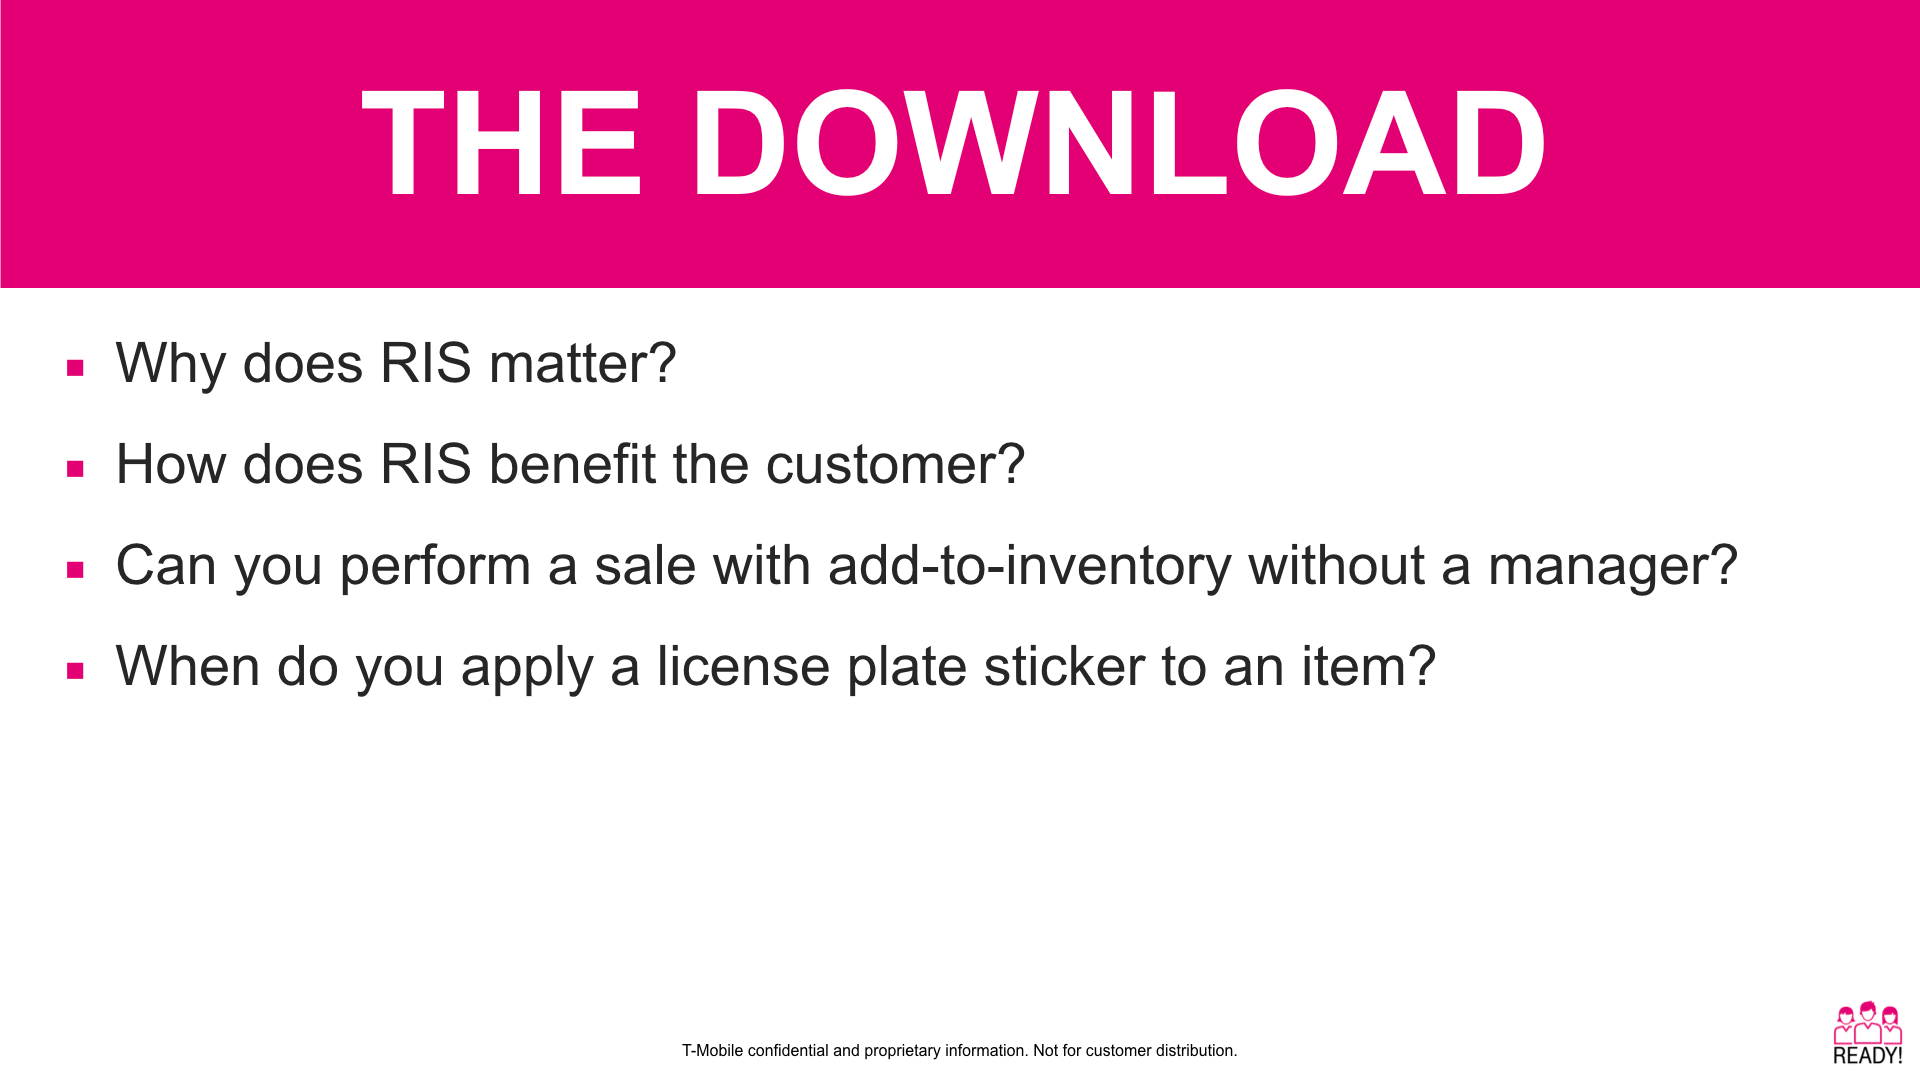 THE DOWNLOAD
Why does RIS matter?
How does RIS benefit the customer?
Can you perform a sale with add-to-inventory without a manager?
When do you apply a license plate sticker to an item?
T-Mobile confidential and proprietary information. Not for customer distribution.
READY!